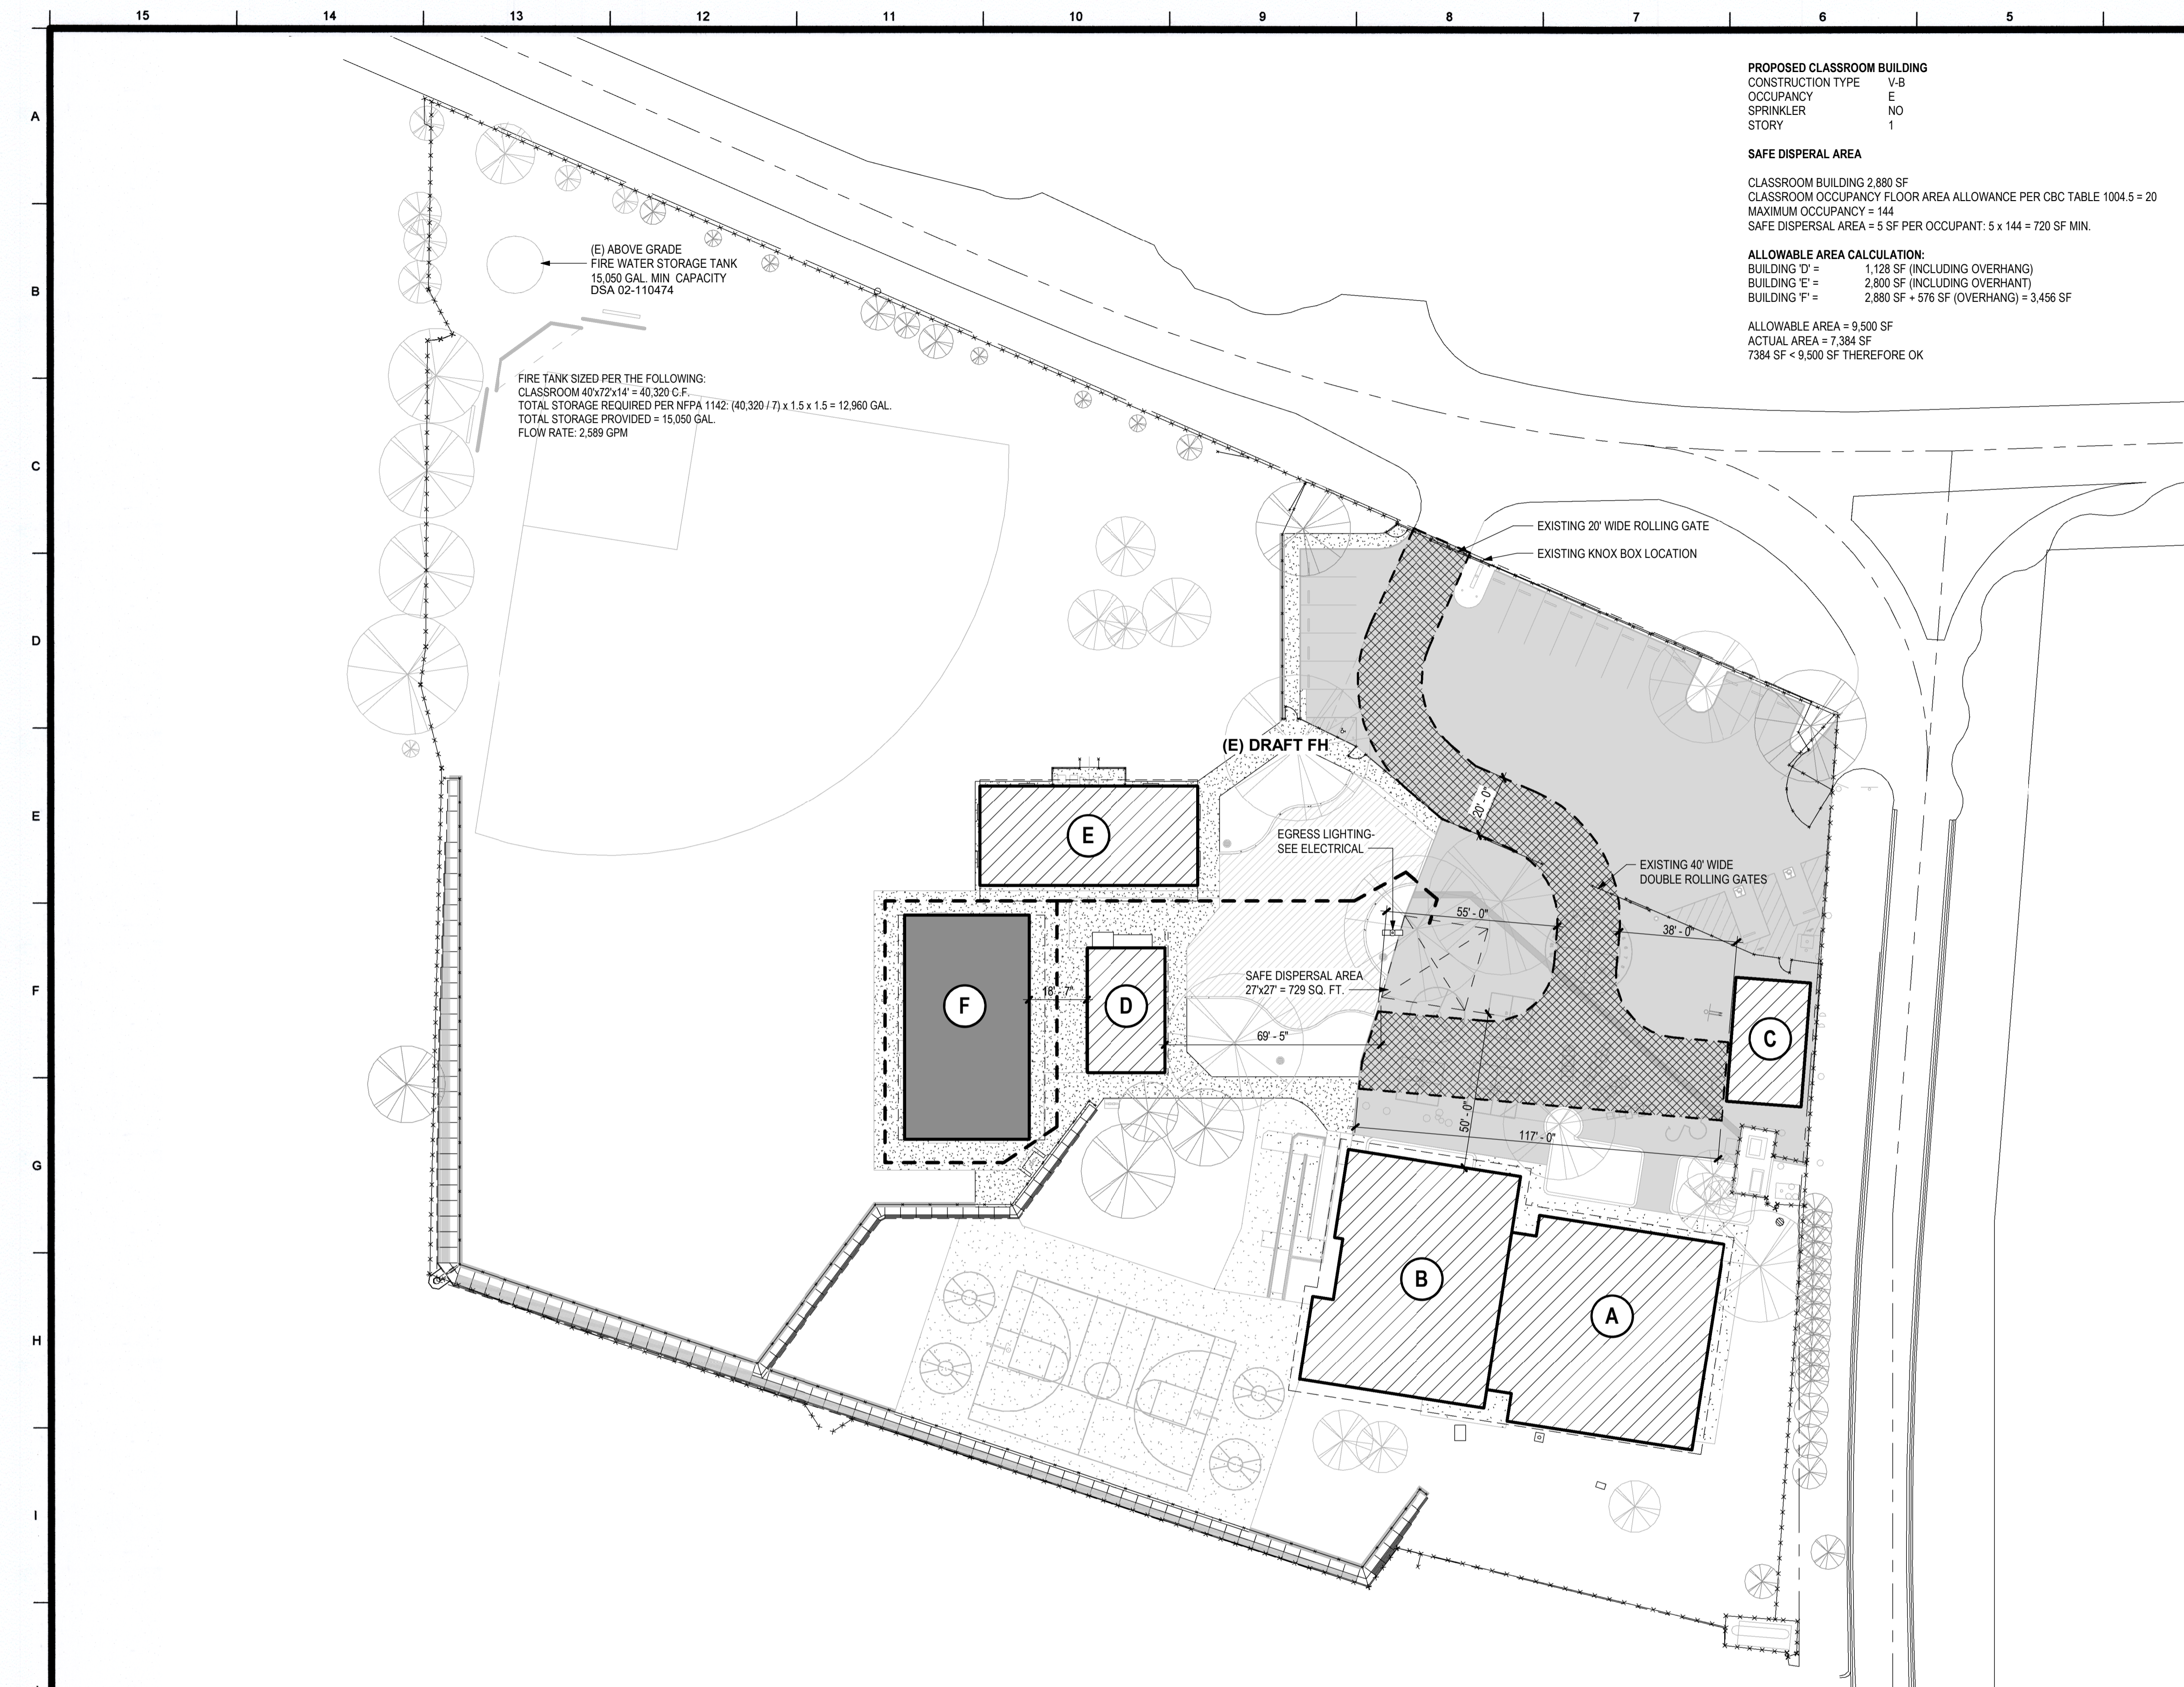 15 14 13 12 11 10 9 8 7 6 5
A
B
C
D
E
F
G
H
I
PROPOSED CLASSROOM BUILDING
CONSTRUCTION TYPE V-B
OCCUPANCY E
SPRINKLER NO
STORY 1
SAFE DISPERAL AREA
CLASSROOM BUILDING 2,880 SF
CLASSROOM OCCUPANCY FLOOR AREA ALLOWANCE PER CBC TABLE 1004.5 = 20
MAXIMUM OCCUPANCY = 144
SAFE DISPERSAL AREA = 5 SF PER OCCUPANT: 5 x 144 = 720 SF MIN.
ALLOWABLE AREA CALCULATION:
BUILDING 'D' = 1,128 SF (INCLUDING OVERHANG)
BUILDING 'E' = 2,800 SF (INCLUDING OVERHANT)
BUILDING 'F' = 2,880 SF + 576 SF (OVERHANG) = 3,456 SF
ALLOWABLE AREA = 9,500 SF
ACTUAL AREA = 7,384 SF
7384 SF < 9,500 SF THEREFORE OK
(E) ABOVE GRADE
FIRE WATER STORAGE TANK
15,050 GAL. MIN CAPACITY
DSA 02-110474
FIRE TANK SIZED PER THE FOLLOWING:
CLASSROOM 40'x72'x14' = 40,320 C.F.
TOTAL STORAGE REQUIRED PER NFPA 1142: (40,320 / 7) x 1.5 x 1.5 = 12,960 GAL.
TOTAL STORAGE PROVIDED = 15,050 GAL.
FLOW RATE: 2,589 GPM
EXISTING 20' WIDE ROLLING GATE
EXISTING KNOX BOX LOCATION
(E) DRAFT FH
20' - 0"
E
EGRESS LIGHTING-
SEE ELECTRICAL
EXISTING 40' WIDE
DOUBLE ROLLING GATES
55' - 0"
38' - 0"
SAFE DISPERSAL AREA
27'x27' = 729 SQ. FT.
18' - 7"
F
D
69' - 5"
C
50' - 0"
117' - 0"
B
A